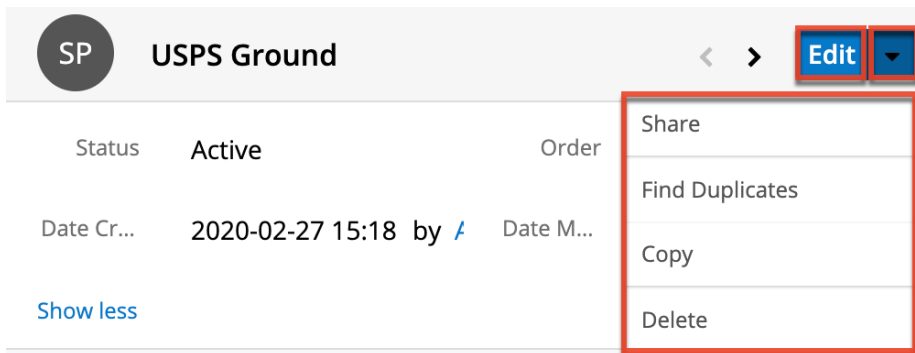 SP USPS Ground Edit
Share
Status Active Order
Find Duplicates
Date Cr... 2020-02-27 15:18 by Date M...
Copy
Show less
Delete